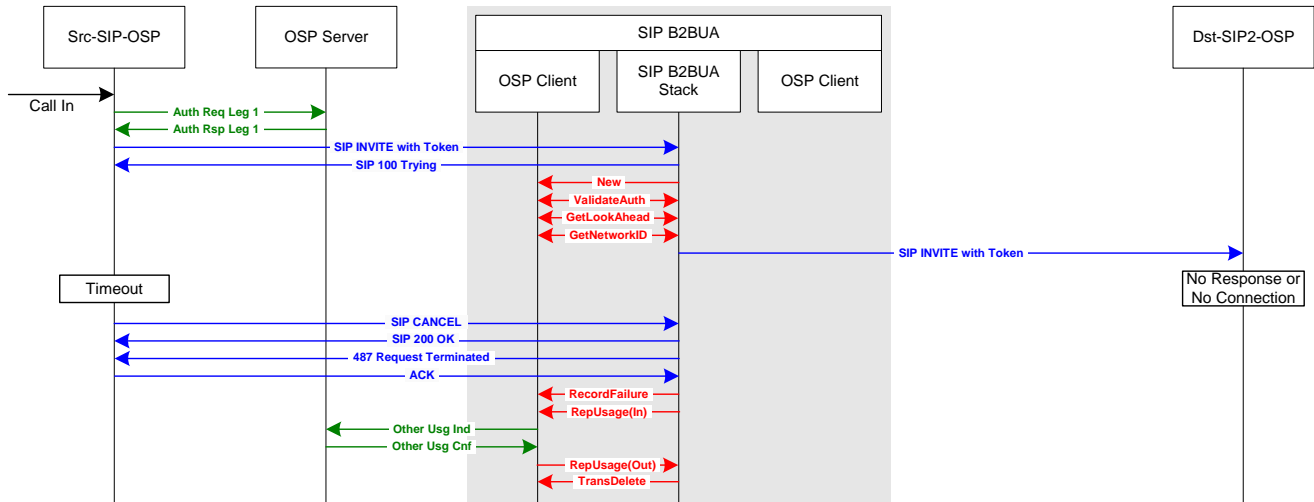 Src-SIP-OSP
OSP Server
SIP B2BUA
Dst-SIP2-OSP
OSP Client
SIP B2BUA
Stack
OSP Client
Call In
Auth Req Leg 1
Auth Rsp Leg 1
SIP INVITE with Token
SIP 100 Trying
New
ValidateAuth
GetLookAhead
GetNetworkID
SIP INVITE with Token
Timeout
No Response or
No Connection
SIP CANCEL
SIP 200 OK
487 Request Terminated
ACK
RecordFailure
RepUsage(In)
Other Usg Ind
Other Usg Cnf
RepUsage(Out)
TransDelete